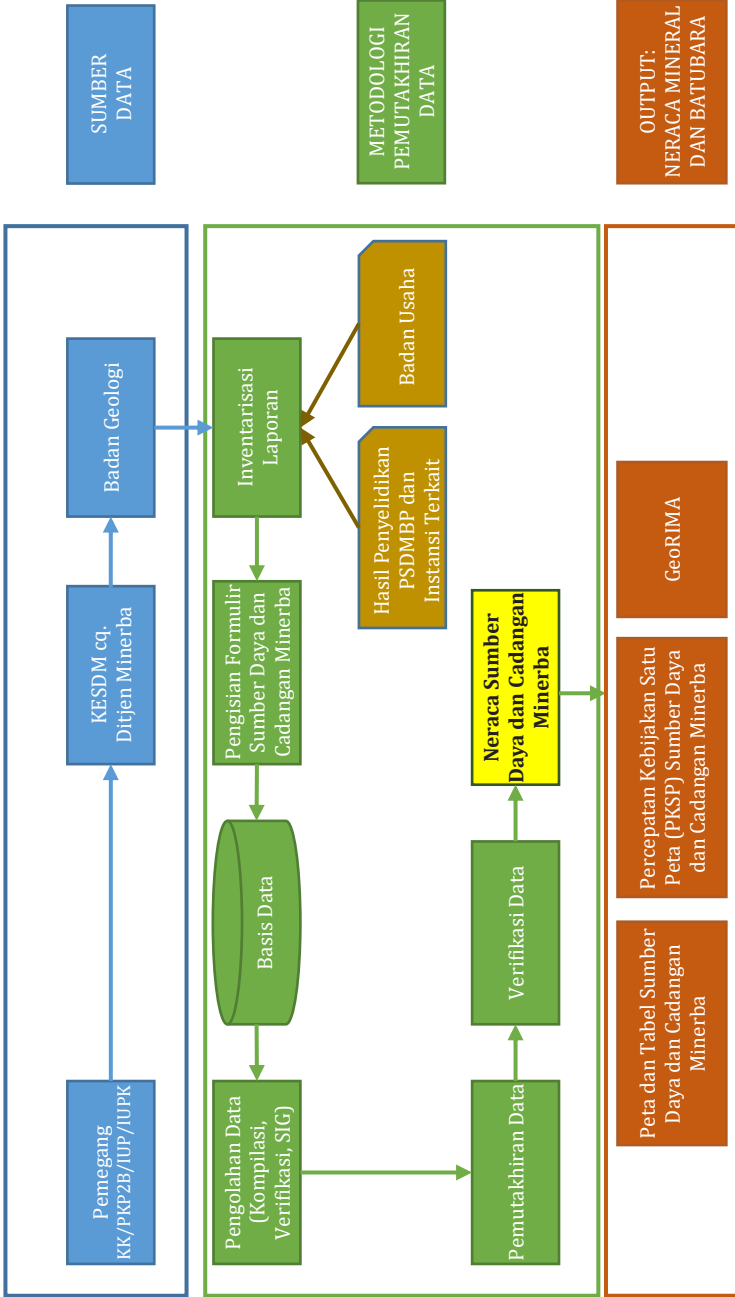 SUMBER
DATA
Pemegang
KK/PKP2B/IUP/IUPK
KESDM cq.
Ditjen Minerba
Badan Geologi
METODOLOGI
PEMUTAKHIRAN
DATA
Inventarisasi
Laporan
Pengisian Formulir
Sumber Daya dan
Cadangan Minerba
Basis Data
Pengolahan Data
(Kompilasi,
Verifikasi, SIG)
Hasil Penyelidikan
PSDMBP dan
Instansi Terkait
Badan Usaha
Pemutakhiran Data
Verifikasi Data
Neraca Sumber
Daya dan Cadangan
Minerba
OUTPUT:
NERACA MINERAL
DAN BATUBARA
Peta dan Tabel Sumber
Daya dan Cadangan
Minerba
Percepatan Kebijakan Satu
Peta (PKSP) Sumber Daya
dan Cadangan Minerba
GeoRIMA